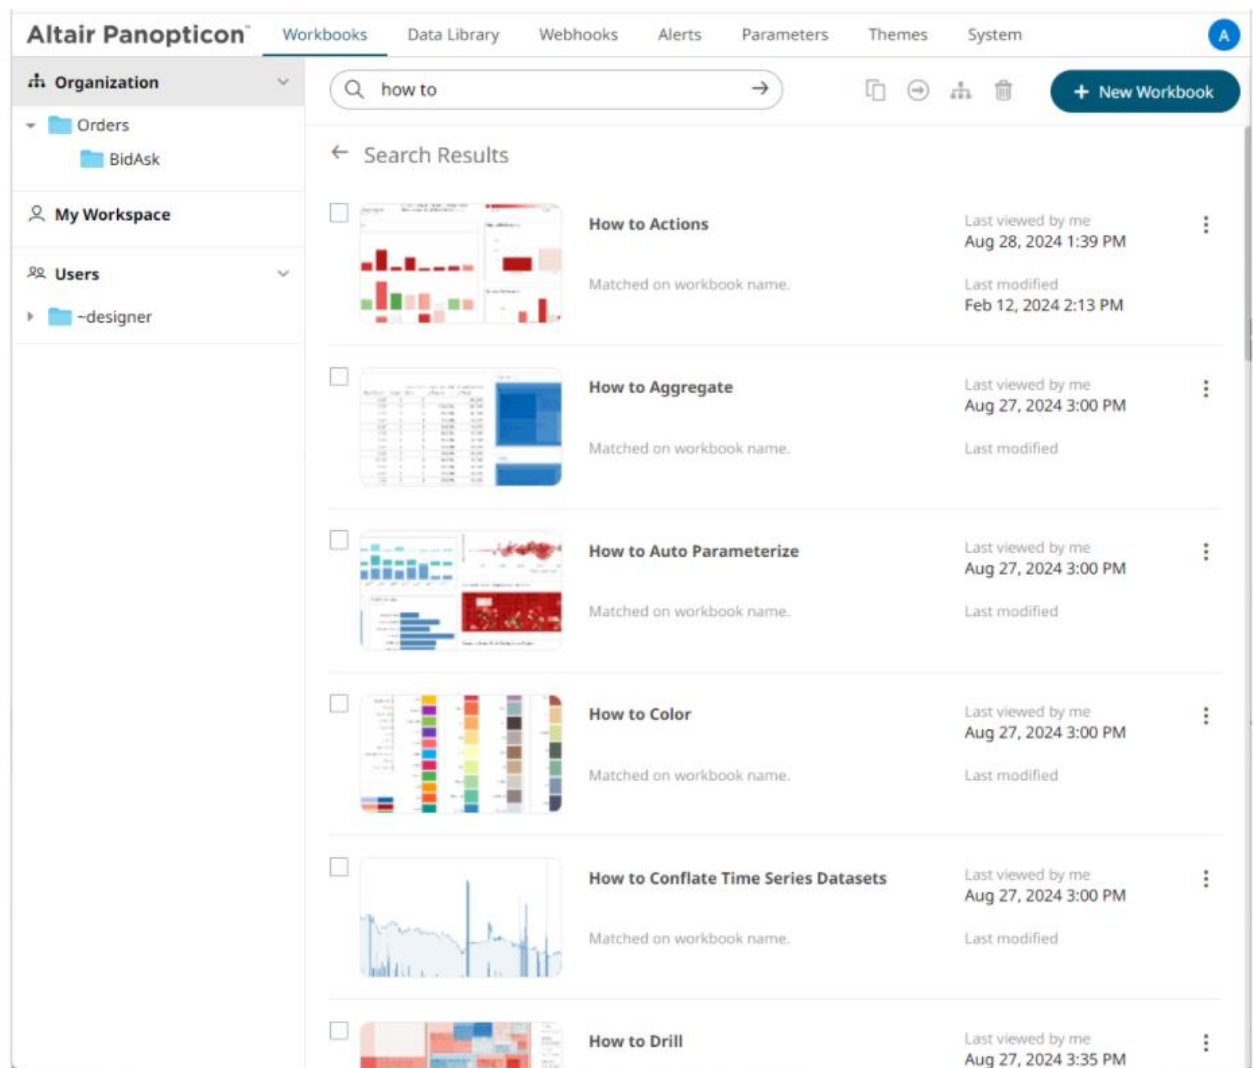 Altair Panopticon™ Workbooks Data Library Webhooks Alerts Parameters Themes System A
Organization
Orders
BidAsk
My Workspace
Users
~designer
how to
+ New Workbook
Search Results
How to Actions
Matched on workbook name.
Last viewed by me
Aug 28, 2024 1:39 PM
Last modified
Feb 12, 2024 2:13 PM
How to Aggregate
Matched on workbook name.
Last viewed by me
Aug 27, 2024 3:00 PM
Last modified
How to Auto Parameterize
Matched on workbook name.
Last viewed by me
Aug 27, 2024 3:00 PM
Last modified
How to Color
Matched on workbook name.
Last viewed by me
Aug 27, 2024 3:00 PM
Last modified
How to Conflate Time Series Datasets
Matched on workbook name.
Last viewed by me
Aug 27, 2024 3:00 PM
Last modified
How to Drill
Last viewed by me
Aug 27, 2024 3:35 PM